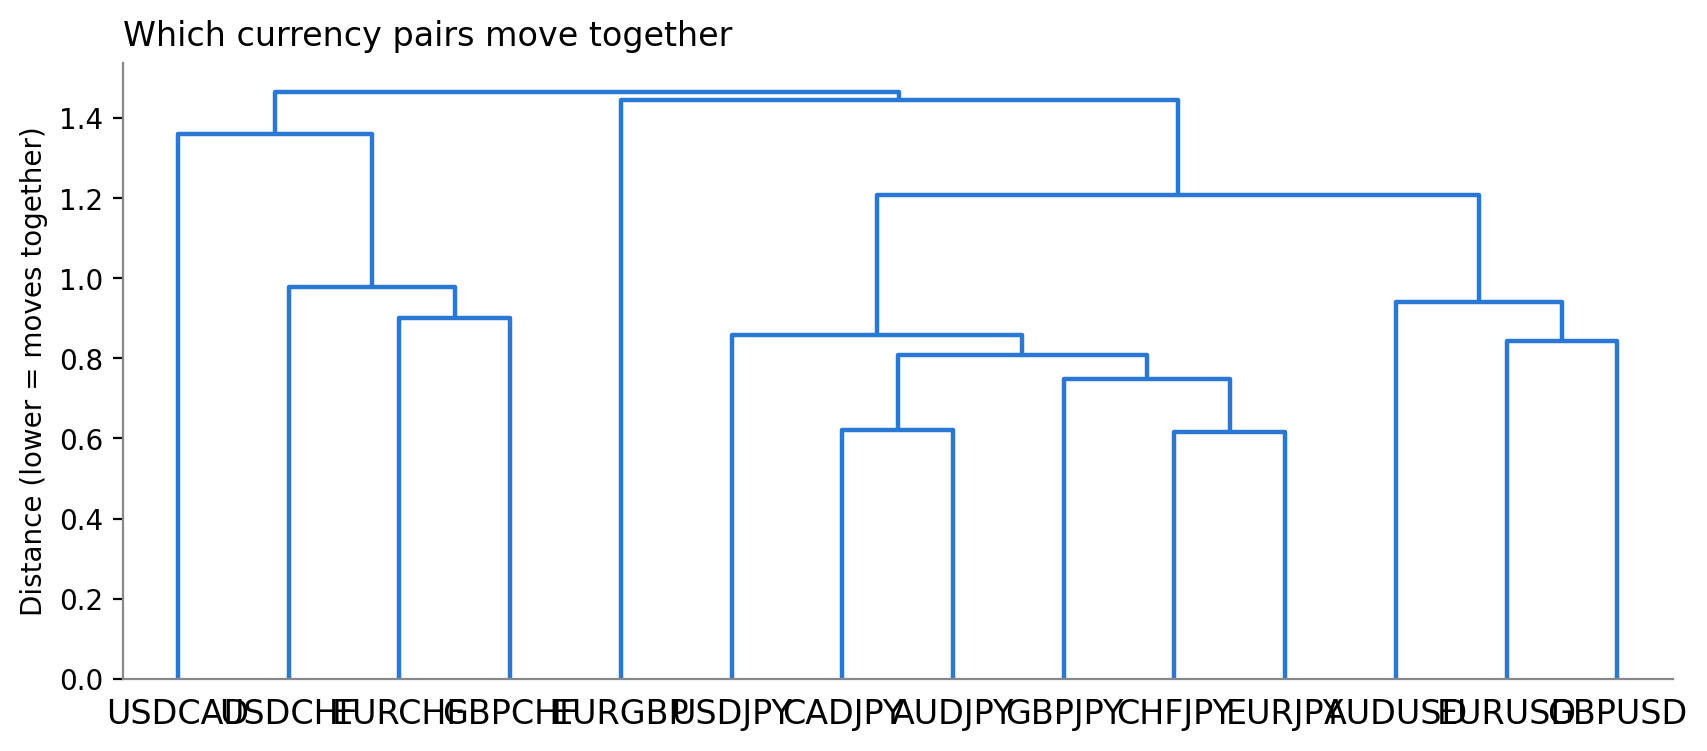 Which currency pairs move together
Distance (lower = moves together)
1.4
1.2
1.0
0.8
0.6
0.4
0.2
0.0
USDCAD USDCHF EURCHF GBPCHF EURGBP USDJPY CADJPY AUDJPY GBPJPY CHFJPY EURJPY AUDUSD EURUSD GBPUSD